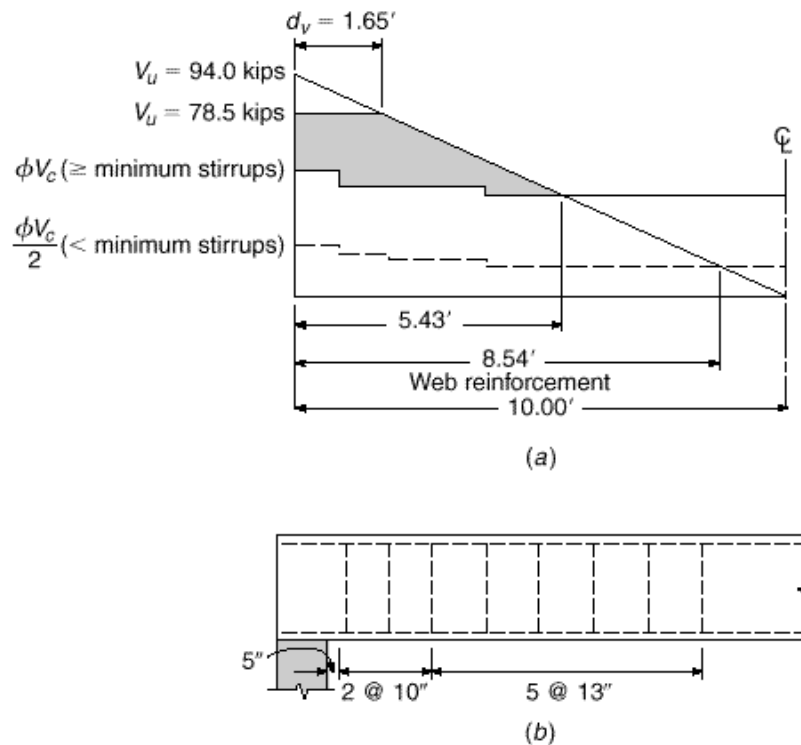 d_v = 1.65′
V_u = 94.0 kips
V_u = 78.5 kips
℄
ϕV_c (≥ minimum stirrups)
ϕV_c/2 (< minimum stirrups)
5.43′
8.54′
Web reinforcement
10.00′
(a)
5″
2 @ 10″
5 @ 13″
(b)